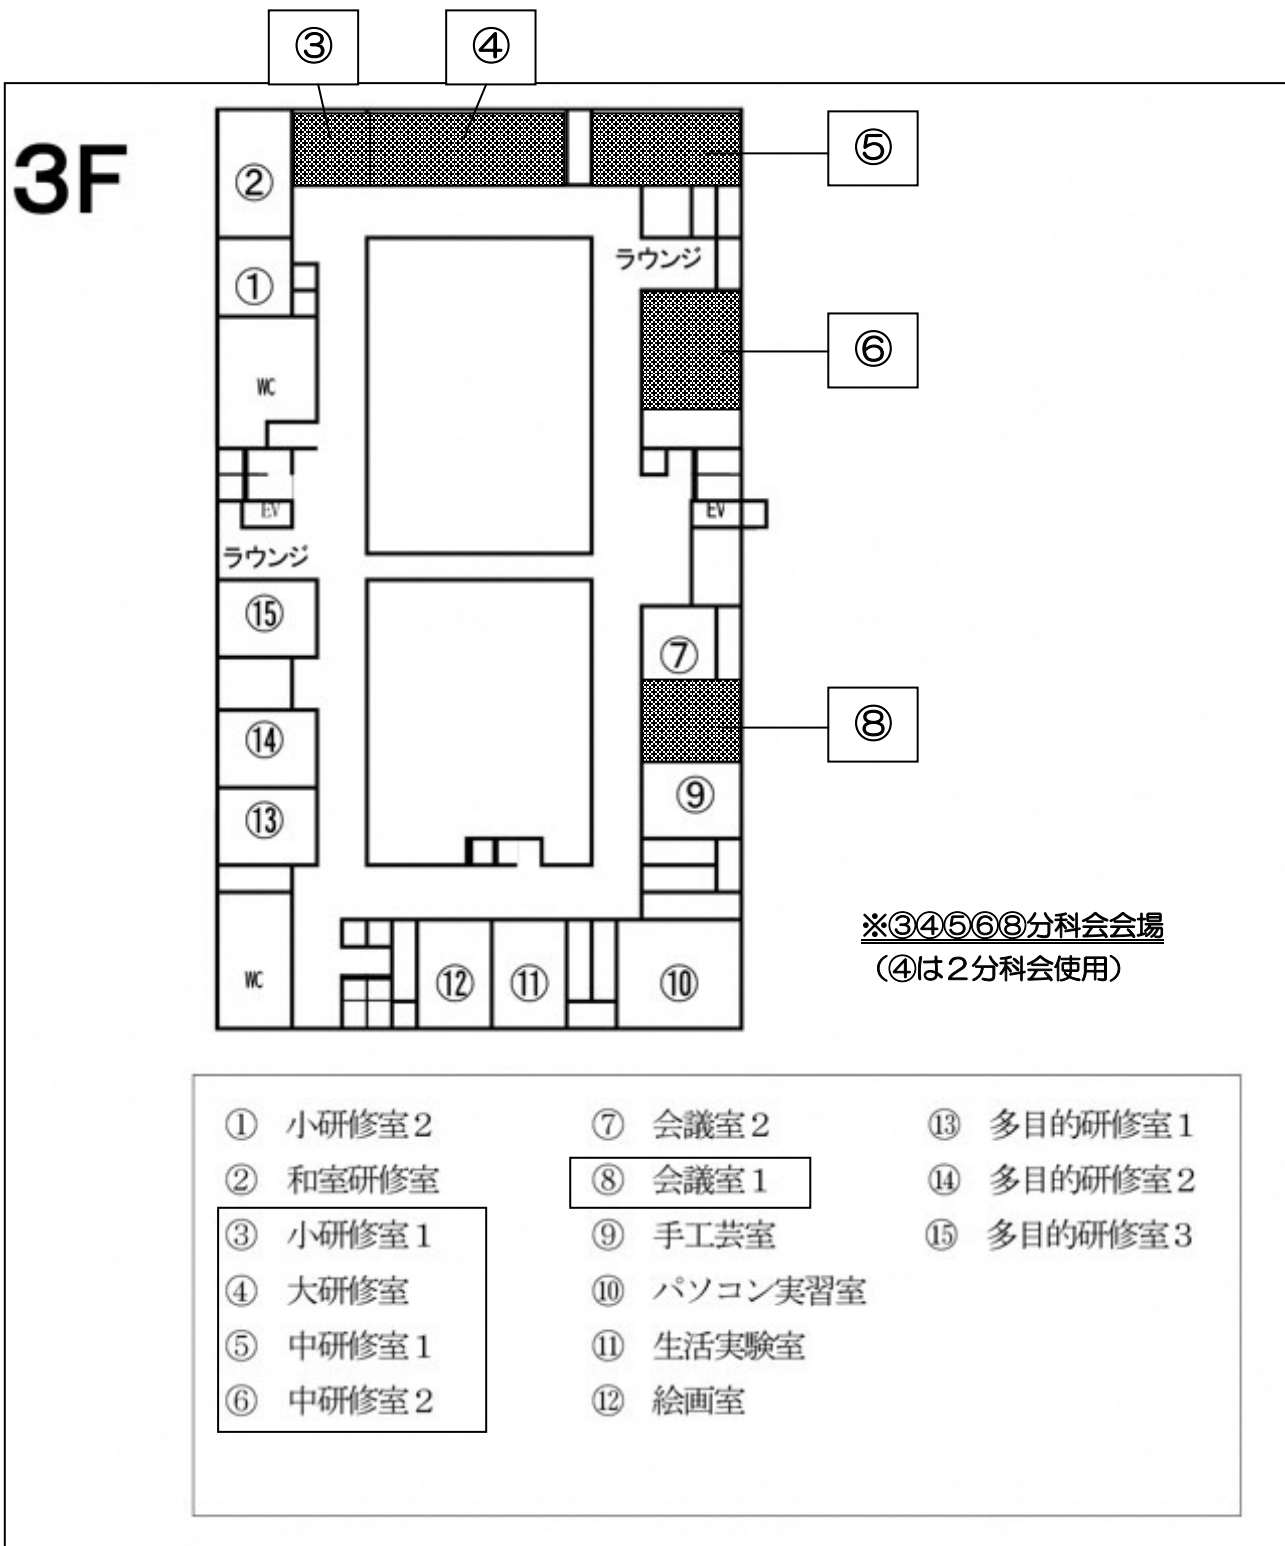 ③ ④
3F
②
⑤
ラウンジ
①
⑥
WC
EV
EV
ラウンジ
⑮
⑦
⑧
⑭
⑨
⑬
※③④⑤⑥⑧分科会会場
（④は２分科会使用）
WC
⑫
⑪
⑩
① 小研修室２
② 和室研修室
③ 小研修室１
④ 大研修室
⑤ 中研修室１
⑥ 中研修室２
⑦ 会議室２
⑧ 会議室１
⑨ 手工芸室
⑩ パソコン実習室
⑪ 生活実験室
⑫ 絵画室
⑬ 多目的研修室１
⑭ 多目的研修室２
⑮ 多目的研修室３